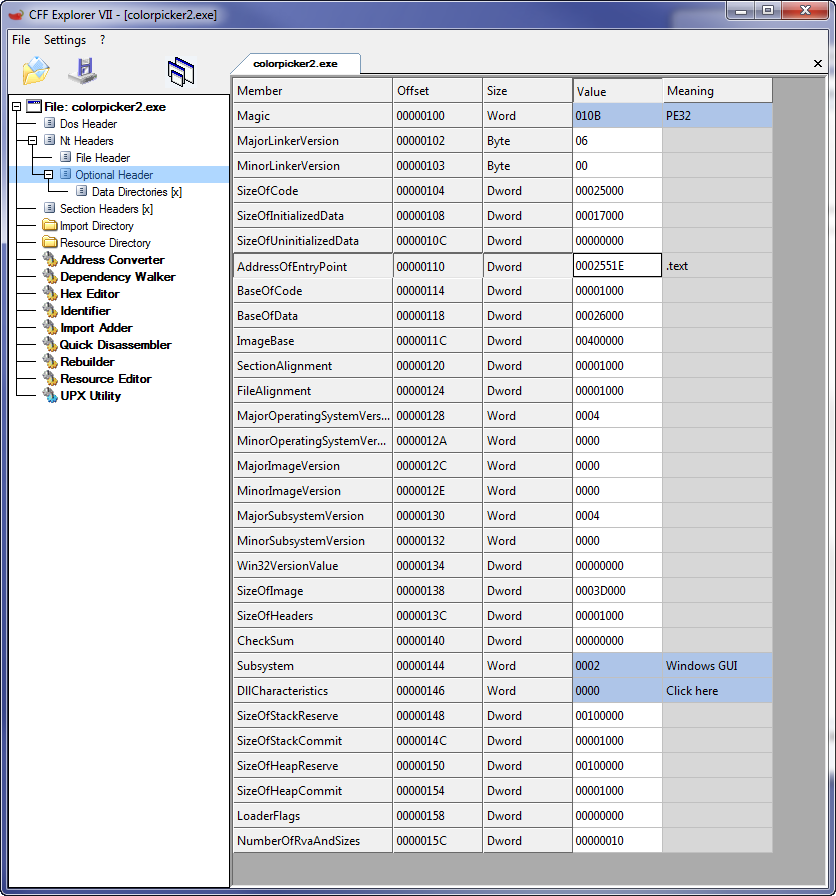 CFF Explorer VII - [colorpicker2.exe]
File Settings ?
colorpicker2.exe
File: colorpicker2.exe
Dos Header
Nt Headers
File Header
Optional Header
Data Directories [x]
Section Headers [x]
Import Directory
Resource Directory
Address Converter
Dependency Walker
Hex Editor
Identifier
Import Adder
Quick Disassembler
Rebuilder
Resource Editor
UPX Utility
Member Offset Size Value Meaning
Magic 00000100 Word 010B PE32
MajorLinkerVersion 00000102 Byte 06
MinorLinkerVersion 00000103 Byte 00
SizeOfCode 00000104 Dword 00025000
SizeOfInitializedData 00000108 Dword 00017000
SizeOfUninitializedData 0000010C Dword 00000000
AddressOfEntryPoint 00000110 Dword 0002551E .text
BaseOfCode 00000114 Dword 00001000
BaseOfData 00000118 Dword 00026000
ImageBase 0000011C Dword 00400000
SectionAlignment 00000120 Dword 00001000
FileAlignment 00000124 Dword 00001000
MajorOperatingSystemVers... 00000128 Word 0004
MinorOperatingSystemVer... 0000012A Word 0000
MajorImageVersion 0000012C Word 0000
MinorImageVersion 0000012E Word 0000
MajorSubsystemVersion 00000130 Word 0004
MinorSubsystemVersion 00000132 Word 0000
Win32VersionValue 00000134 Dword 00000000
SizeOfImage 00000138 Dword 0003D000
SizeOfHeaders 0000013C Dword 00001000
CheckSum 00000140 Dword 00000000
Subsystem 00000144 Word 0002 Windows GUI
DllCharacteristics 00000146 Word 0000 Click here
SizeOfStackReserve 00000148 Dword 00100000
SizeOfStackCommit 0000014C Dword 00001000
SizeOfHeapReserve 00000150 Dword 00100000
SizeOfHeapCommit 00000154 Dword 00001000
LoaderFlags 00000158 Dword 00000000
NumberOfRvaAndSizes 0000015C Dword 00000010